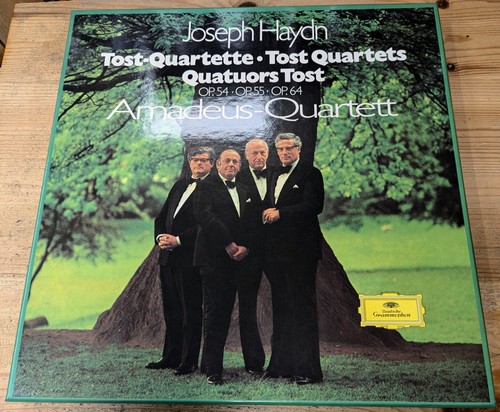 Joseph Haydn
Tost-Quartette · Tost Quartets
Quatuors Tost
OP. 54 · OP. 55 · OP. 64
Amadeus-Quartett
Deutsche
Grammophon